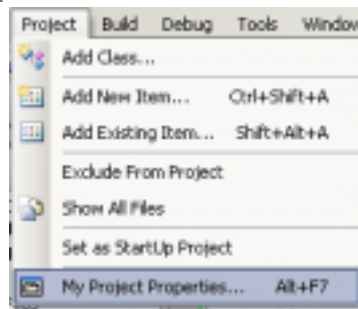 Project Build Debug Tools Window
Add Class...
Add New Item... Ctrl+Shift+A
Add Existing Item... Shift+Alt+A
Exclude From Project
Show All Files
Set as StartUp Project
My Project Properties... Alt+F7